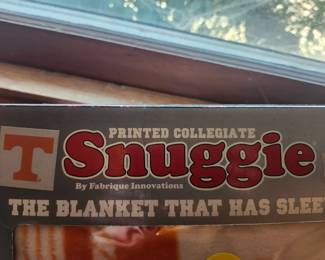 PRINTED COLLEGIATE
T Snuggie
By Fabrique Innovations
THE BLANKET THAT HAS SLEE